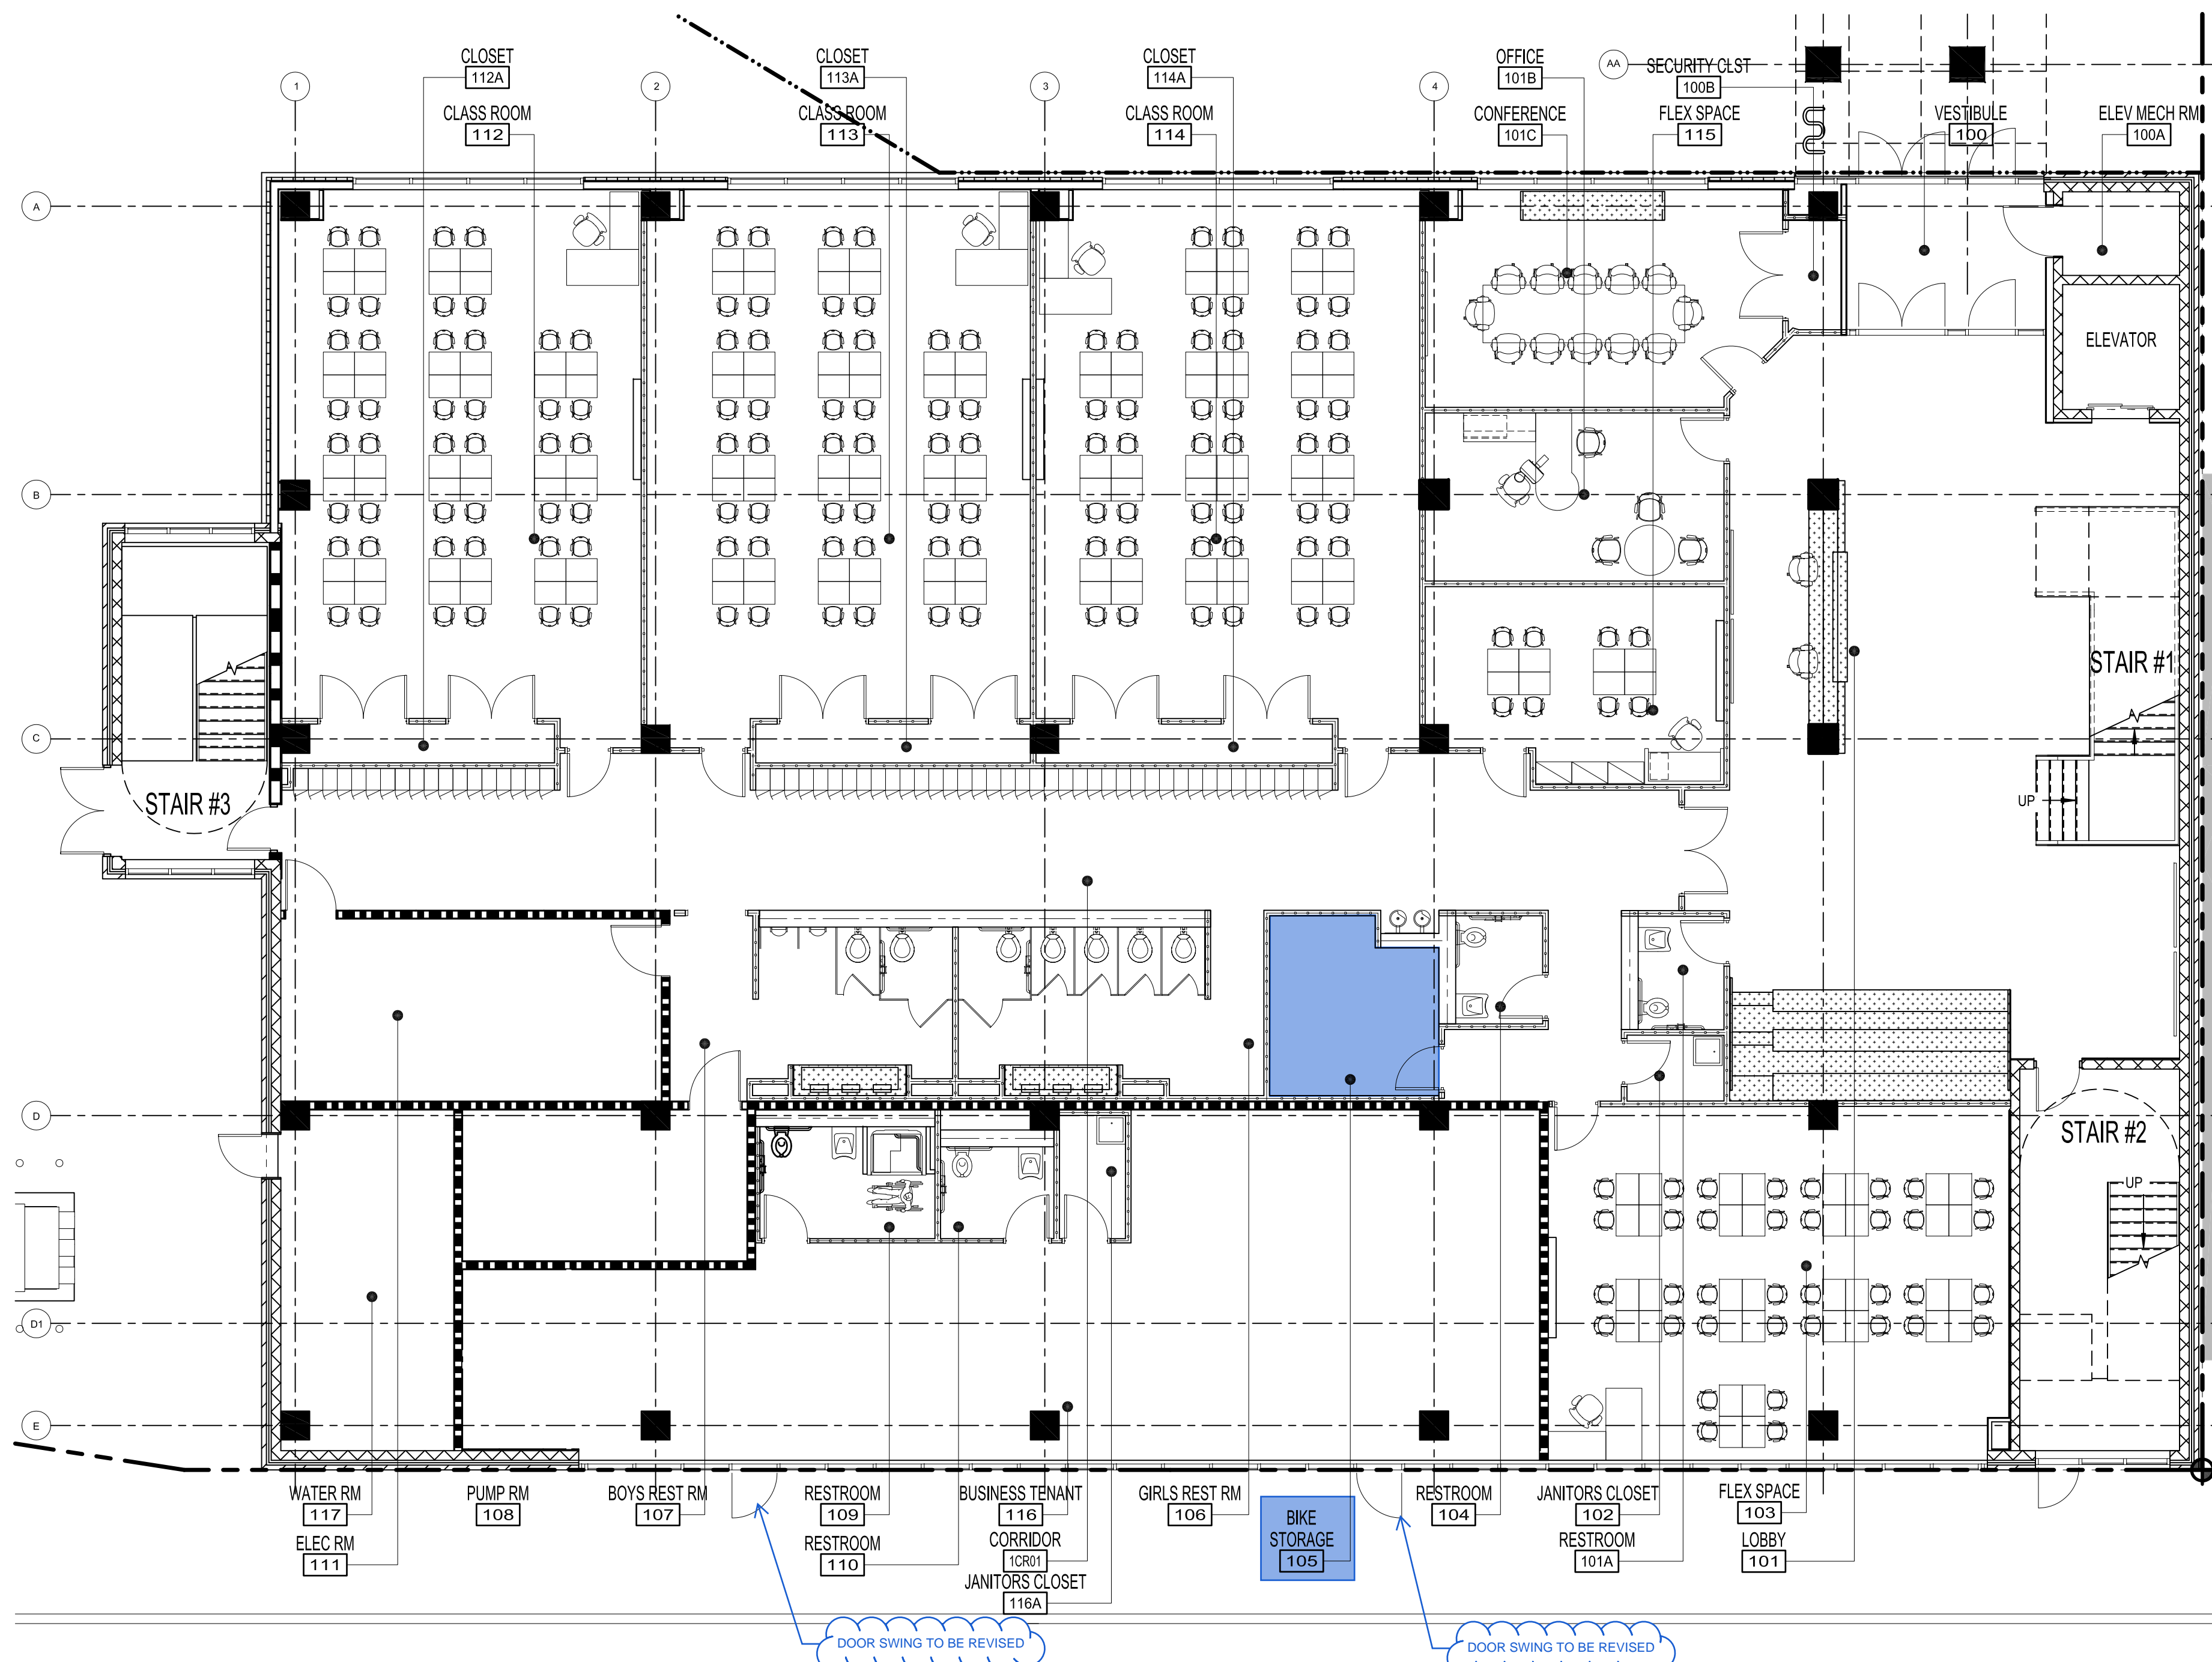 CLOSET
112A
CLOSET
113A
CLOSET
114A
OFFICE
101B
AA
SECURITY CLST
100B
1
2
3
4
CLASS ROOM
112
CLASS ROOM
113
CLASS ROOM
114
CONFERENCE
101C
FLEX SPACE
115
VESTIBULE
100
ELEV MECH RM
100A
A
ELEVATOR
B
STAIR #1
C
UP
STAIR #3
D
STAIR #2
UP
D1
E
WATER RM
117
PUMP RM
108
BOYS REST RM
107
RESTROOM
109
BUSINESS TENANT
116
GIRLS REST RM
106
BIKE
STORAGE
105
RESTROOM
104
JANITORS CLOSET
102
FLEX SPACE
103
ELEC RM
111
RESTROOM
110
CORRIDOR
1CR01
RESTROOM
101A
LOBBY
101
JANITORS CLOSET
116A
DOOR SWING TO BE REVISED
DOOR SWING TO BE REVISED